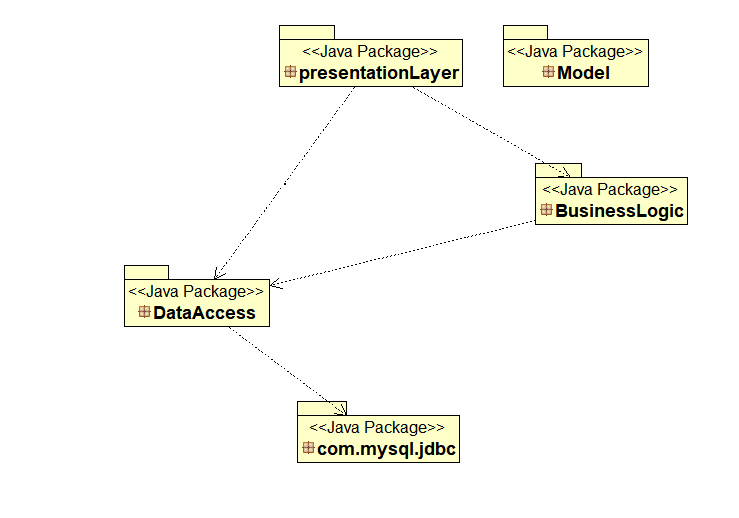 <<Java Package>>
presentationLayer
<<Java Package>>
Model
<<Java Package>>
BusinessLogic
<<Java Package>>
DataAccess
<<Java Package>>
com.mysql.jdbc